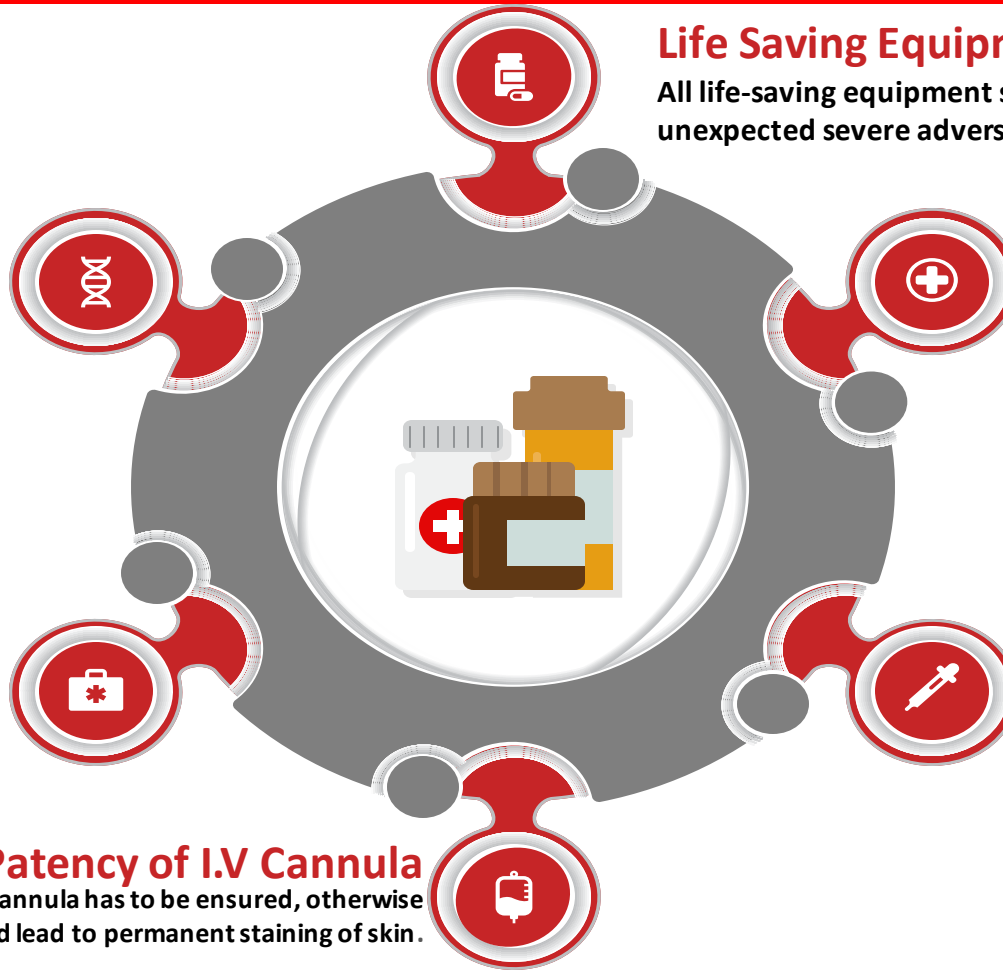 Life Saving Equip
All life-saving equipment
unexpected severe advers
Patency of I.V Cannula
annula has to be ensured, otherwise
d lead to permanent staining of skin.